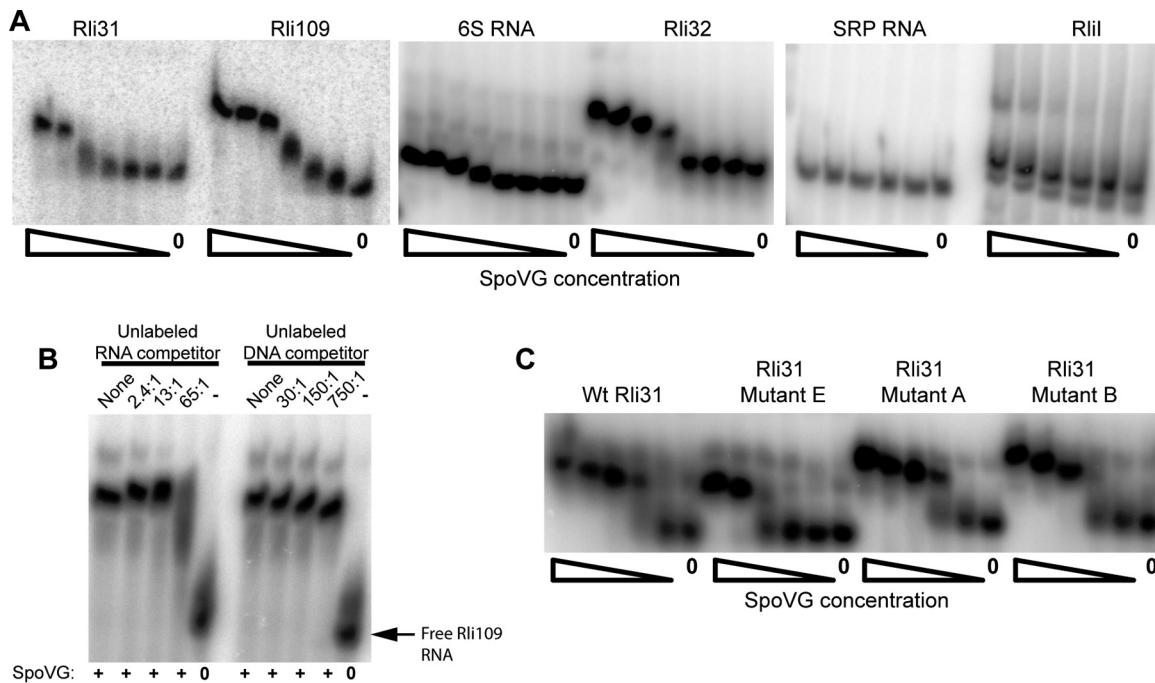 A
Rli31 Rli109 6S RNA Rli32 SRP RNA RliI
0 0 0 0 0 0
SpoVG concentration
B
Unlabeled Unlabeled
RNA competitor DNA competitor
None 2.4:1 13:1 65:1 - None 30:1 150:1 750:1 -
Free Rli109
RNA
SpoVG: + + + + 0 + + + + 0
C
Rli31 Rli31 Rli31
Wt Rli31 Mutant E Mutant A Mutant B
0 0 0 0
SpoVG concentration